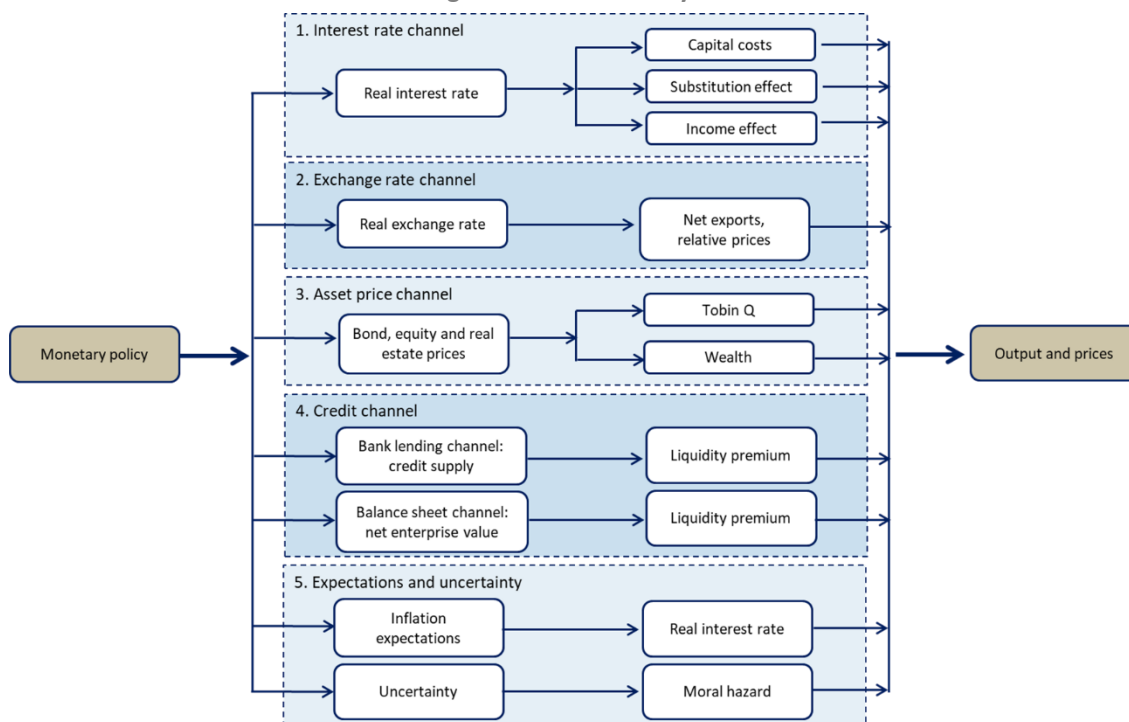 1. Interest rate channel
Real interest rate
Capital costs
Substitution effect
Income effect
2. Exchange rate channel
Real exchange rate
Net exports,
relative prices
3. Asset price channel
Bond, equity and real
estate prices
Tobin Q
Wealth
Monetary policy
Output and prices
4. Credit channel
Bank lending channel:
credit supply
Liquidity premium
Balance sheet channel:
net enterprise value
Liquidity premium
5. Expectations and uncertainty
Inflation
expectations
Real interest rate
Uncertainty
Moral hazard